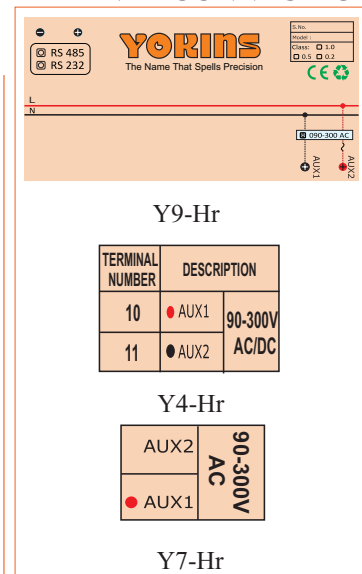 RS 485
RS 232
YOKINS
The Name That Spells Precision
S.No.
Model :
Class: 1.0
0.5 0.2
CE
L
N
090-300 AC
AUX1
AUX2
Y9-Hr
TERMINAL NUMBER DESCRIPTION
10 AUX1 90-300V AC/DC
11 AUX2
Y4-Hr
AUX2 90-300V AC
AUX1
Y7-Hr